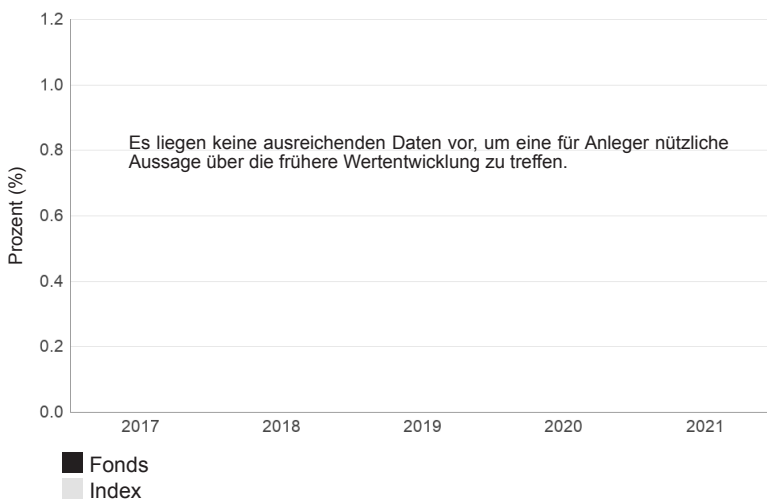 1.2
1.0
Es liegen keine ausreichenden Daten vor, um eine für Anleger nützliche
0.8
Aussage über die frühere Wertentwicklung zu treffen.
Prozent (%)
0.6
0.4
0.2
0.0
2017 2018 2019 2020 2021
Fonds
Index